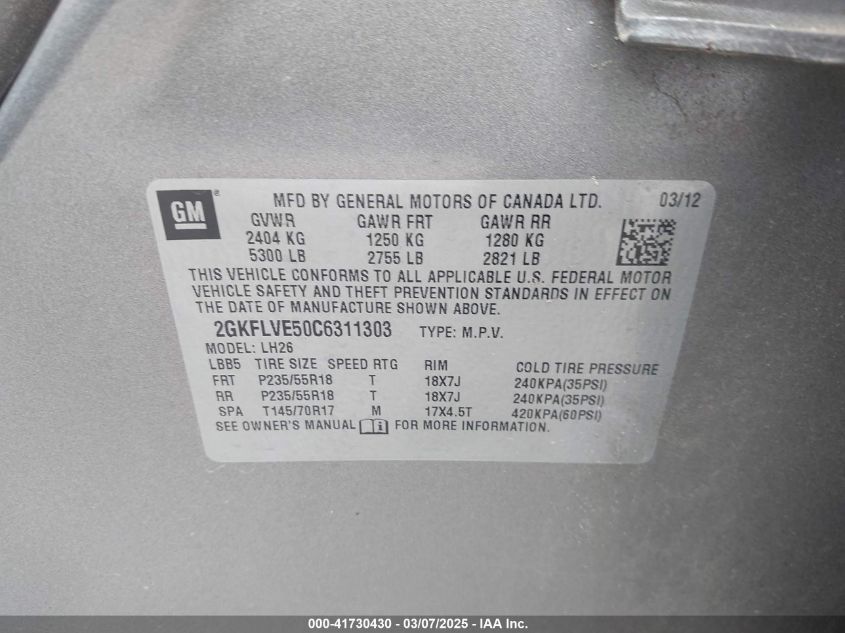 GM ® MFD BY GENERAL MOTORS OF CANADA LTD. 03/12
GVWR GAWR FRT GAWR RR
2404 KG 1250 KG 1280 KG
5300 LB 2755 LB 2821 LB
THIS VEHICLE CONFORMS TO ALL APPLICABLE U.S. FEDERAL MOTOR
VEHICLE SAFETY AND THEFT PREVENTION STANDARDS IN EFFECT ON
THE DATE OF MANUFACTURE SHOWN ABOVE.
2GKFLVE50C6311303 TYPE: M.P.V.
MODEL: LH26
LBB5 TIRE SIZE SPEED RTG RIM COLD TIRE PRESSURE
FRT P235/55R18 T 18X7J 240KPA(35PSI)
RR P235/55R18 T 18X7J 240KPA(35PSI)
SPA T145/70R17 M 17X4.5T 420KPA(60PSI)
SEE OWNER'S MANUAL i FOR MORE INFORMATION.
000-41730430 - 03/07/2025 - IAA Inc.